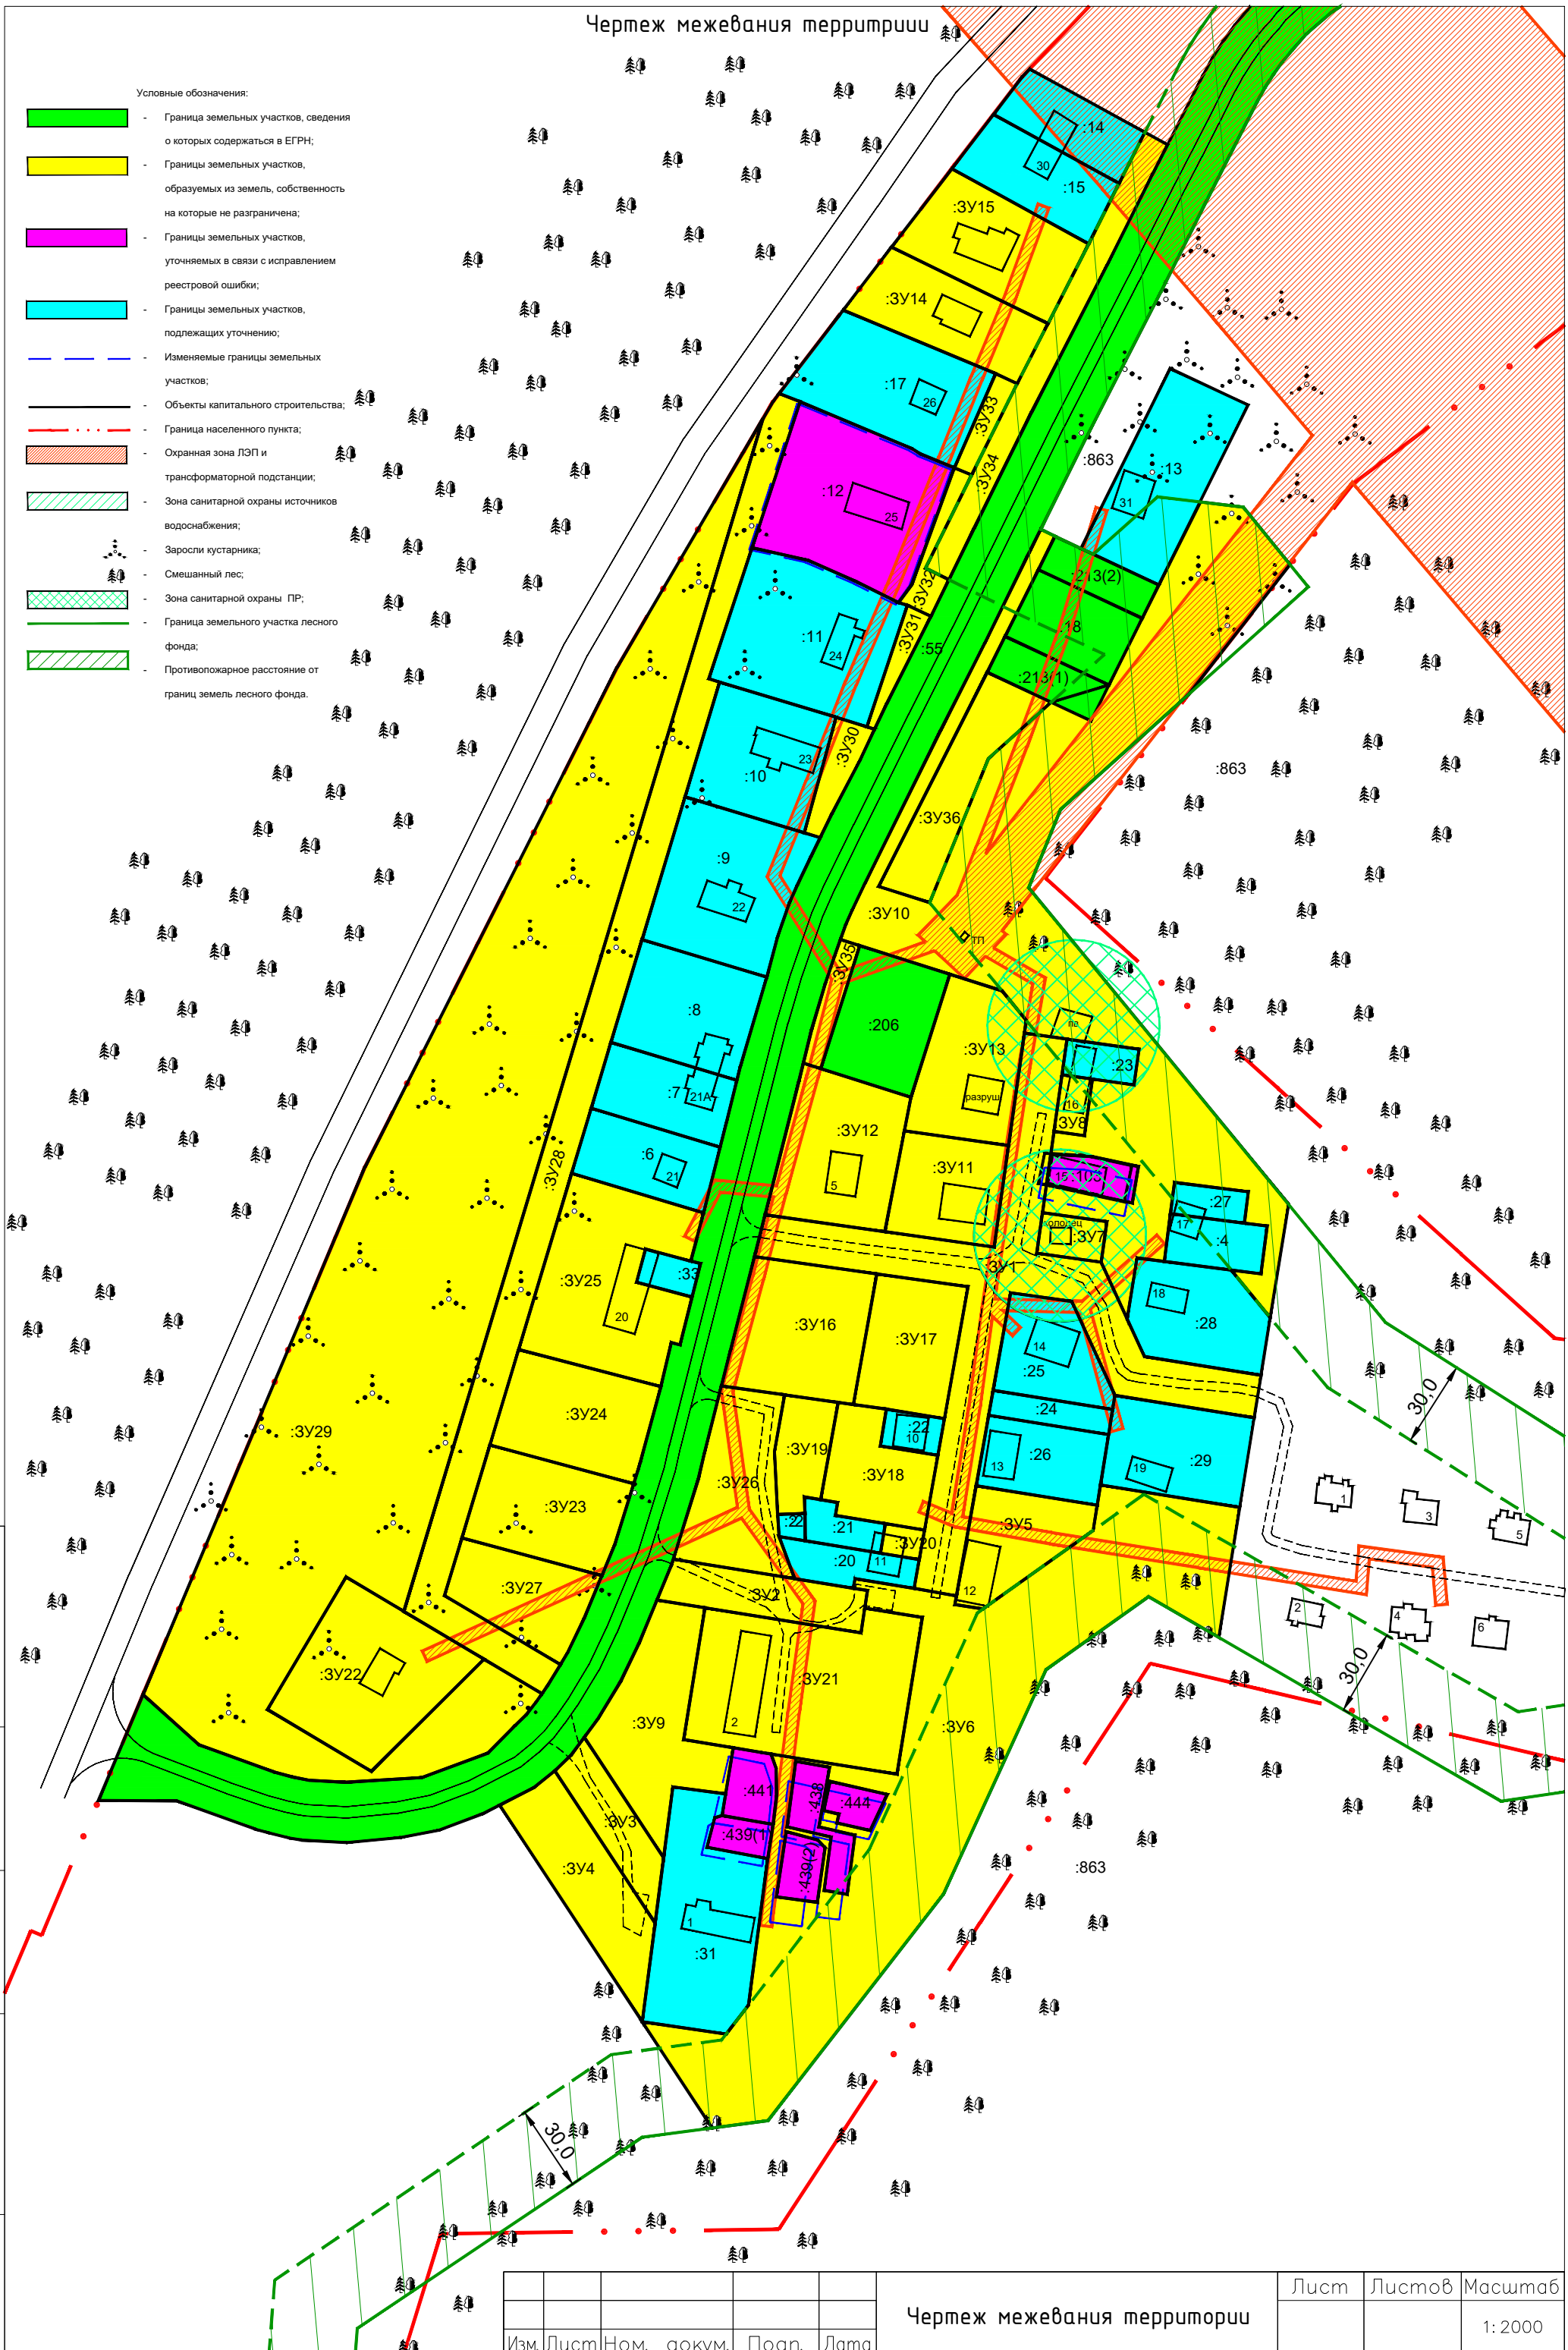 Чертеж межевания территриии
Условные обозначения:
- Граница земельных участков, сведения
о которых содержаться в ЕГРН;
- Границы земельных участков,
образуемых из земель, собственность
на которые не разграничена;
- Границы земельных участков,
уточняемых в связи с исправлением
реестровой ошибки;
- Границы земельных участков,
подлежащих уточнению;
- Изменяемые границы земельных
участков;
- Объекты капитального строительства;
- Граница населенного пункта;
- Охранная зона ЛЭП и
трансформаторной подстанции;
- Зона санитарной охраны источников
водоснабжения;
- Заросли кустарника;
- Смешанный лес;
- Зона санитарной охраны ПР;
- Граница земельного участка лесного
фонда;
- Противопожарное расстояние от
границ земель лесного фонда.
:14
30
:15
:ЗУ15
:ЗУ14
:17
26
:ЗУ33
:ЗУ34
:863
:13
31
:12
25
:213(2)
:ЗУ32
:18
:11
24
:ЗУ31
:55
:213(1)
:ЗУ30
:10
23
:863
:ЗУ36
:9
22
:ЗУ10
ТП
:ЗУ35
:8
:206
:ЗУ13
па
:23
:7
21А
разруш
16
:ЗУ8
:ЗУ12
5
:ЗУ11
:6
21
:ЗУ28
15
:103
:27
17
:4
колодец
:ЗУ7
:ЗУ1
:ЗУ25
:33
20
18
:28
:ЗУ16
:ЗУ17
14
:25
30,0
:24
:ЗУ24
:ЗУ29
:22
10
:ЗУ19
:26
13
:29
19
:ЗУ18
:ЗУ26
:ЗУ23
1
3
5
:22
:21
:ЗУ5
:ЗУ20
:20
11
:ЗУ27
:ЗУ2
12
2
4
6
30,0
:ЗУ22
:ЗУ21
2
:ЗУ9
:ЗУ6
:441
:438
:444
:ЗУ3
:439(1)
:439(2)
:ЗУ4
:863
1
:31
30,0
Чертеж межевания территории
Лист Листов Масштаб
1:2000
Изм. Лист Ном. докум. Подп. Дата